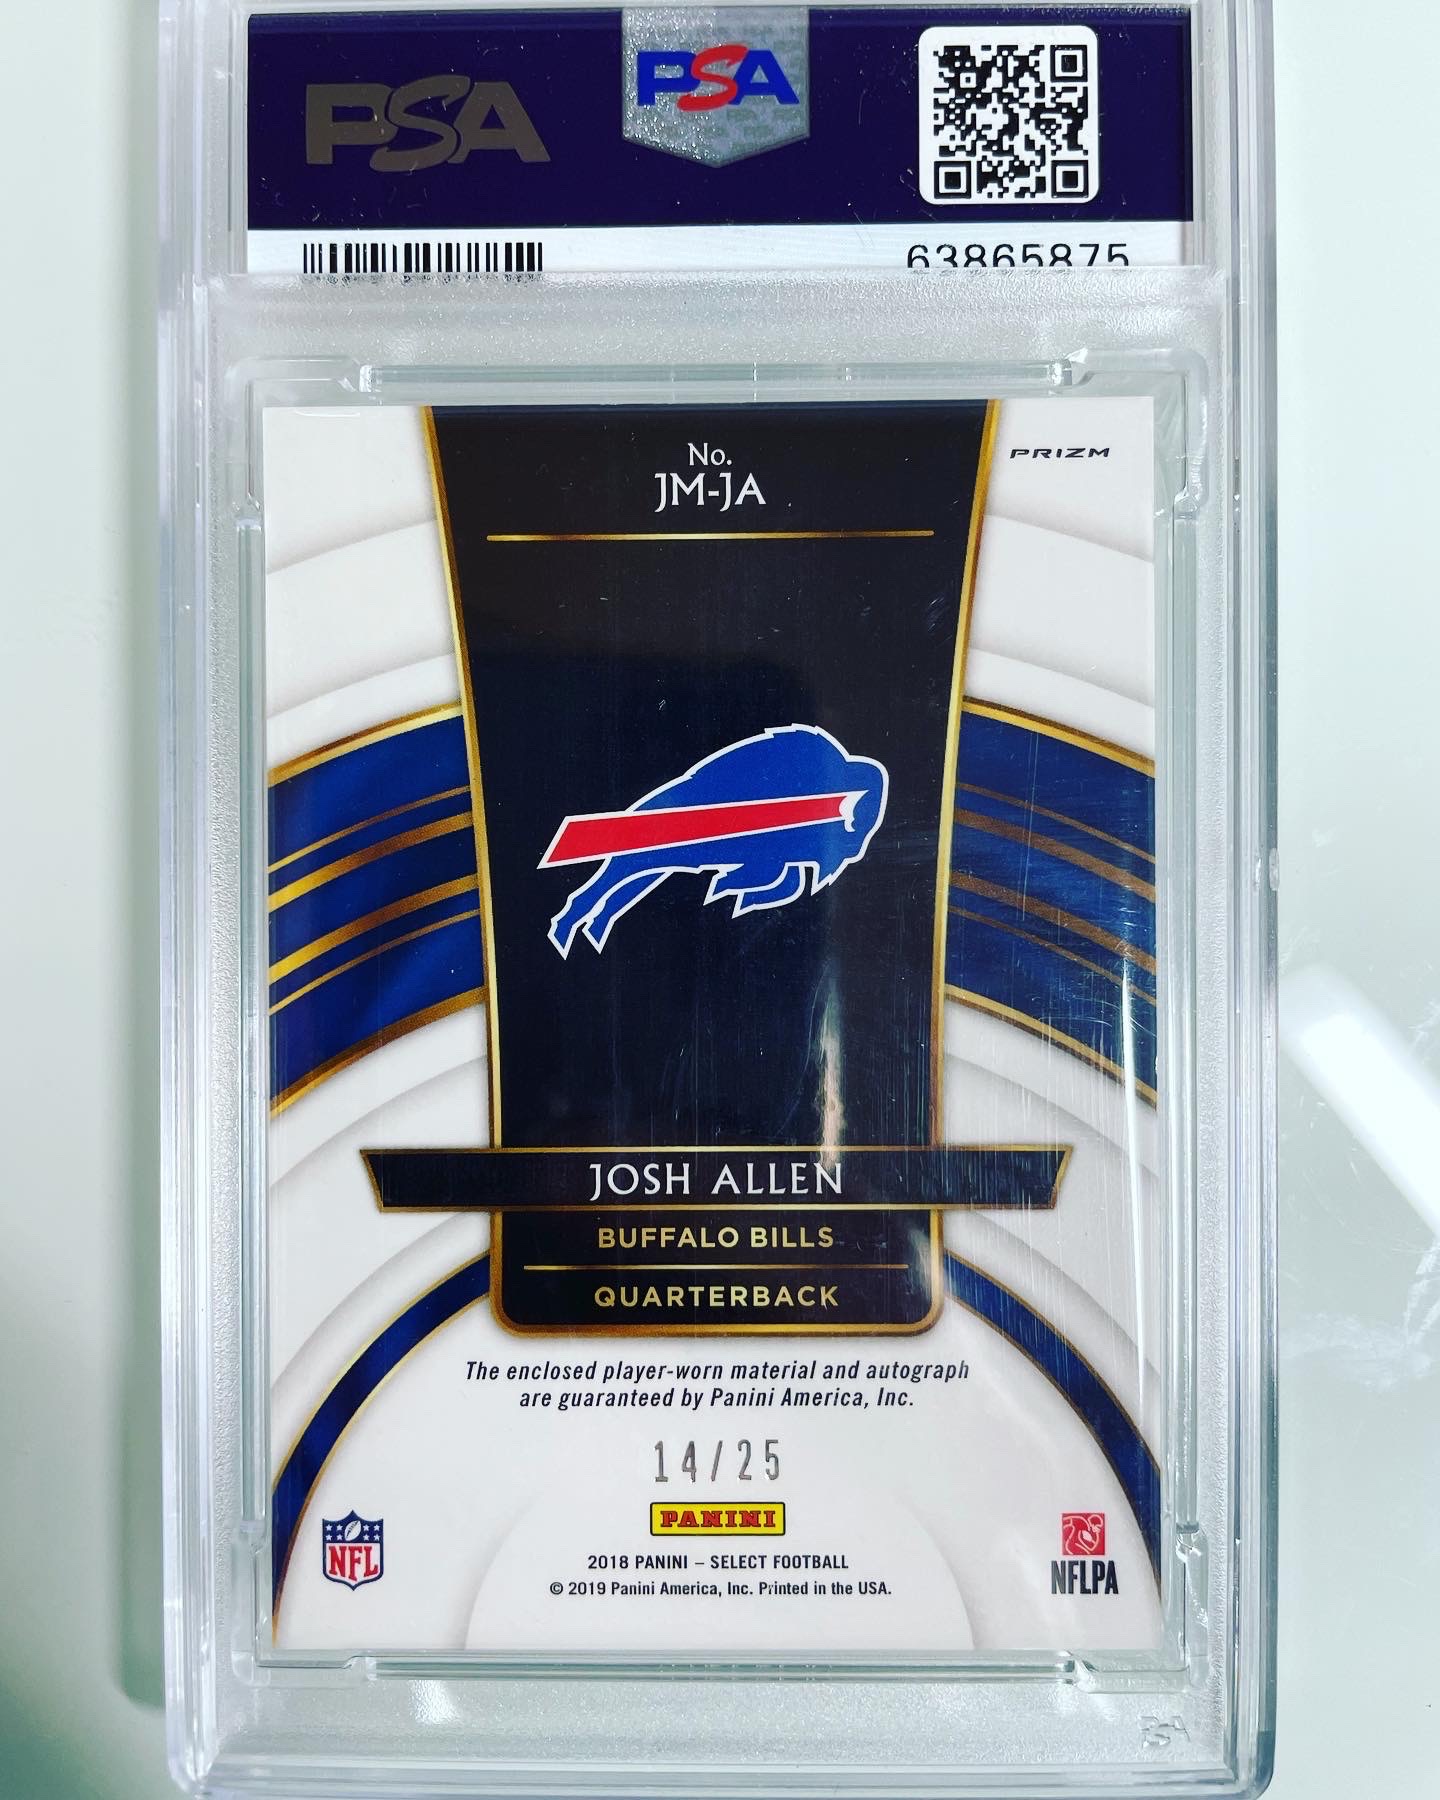 PSA
PSA
63865875
No.
JM-JA
PRIZM
JOSH ALLEN
BUFFALO BILLS
QUARTERBACK
The enclosed player-worn material and autograph
are guaranteed by Panini America, Inc.
14/25
PANINI
NFL
NFLPA
2018 PANINI – SELECT FOOTBALL
© 2019 Panini America, Inc. Printed in the USA.
PSA